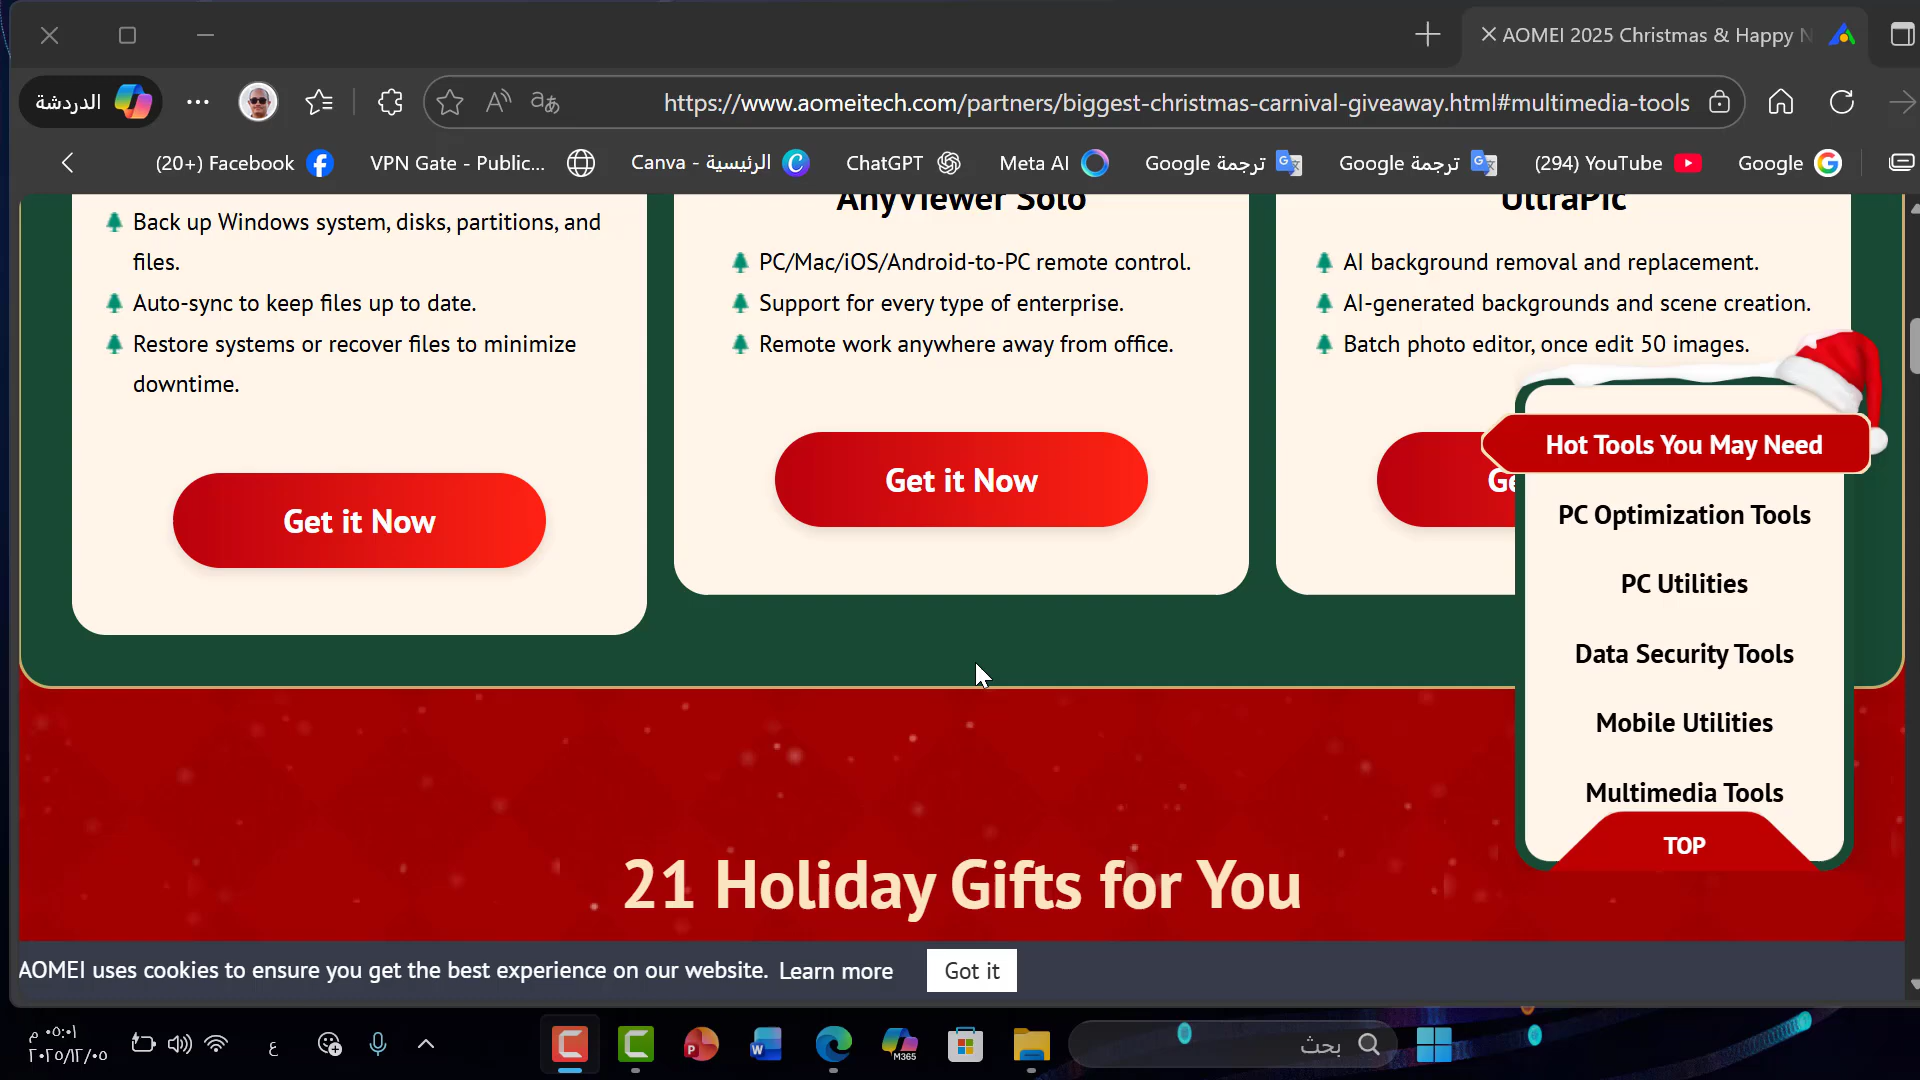 AOMEI 2025 Christmas & Happy N
الدردشة
https://www.aomeitech.com/partners/biggest-christmas-carnival-giveaway.html#multimedia-tools
(20+) Facebook
VPN Gate - Public...
Canva - الرئيسية
ChatGPT
Meta AI
Google ترجمة
Google ترجمة
(294) YouTube
Google
Back up Windows system, disks, partitions, and
files.
Auto-sync to keep files up to date.
Restore systems or recover files to minimize
downtime.
Get it Now
AnyViewer Solo
PC/Mac/iOS/Android-to-PC remote control.
Support for every type of enterprise.
Remote work anywhere away from office.
Get it Now
UltraPic
AI background removal and replacement.
AI-generated backgrounds and scene creation.
Batch photo editor, once edit 50 images.
Ge
Hot Tools You May Need
PC Optimization Tools
PC Utilities
Data Security Tools
Mobile Utilities
Multimedia Tools
TOP
21 Holiday Gifts for You
AOMEI uses cookies to ensure you get the best experience on our website. Learn more
Got it
٠٥:٠١ م
٢٠٢٥/١٢/٠٥
ع
M365
بحث